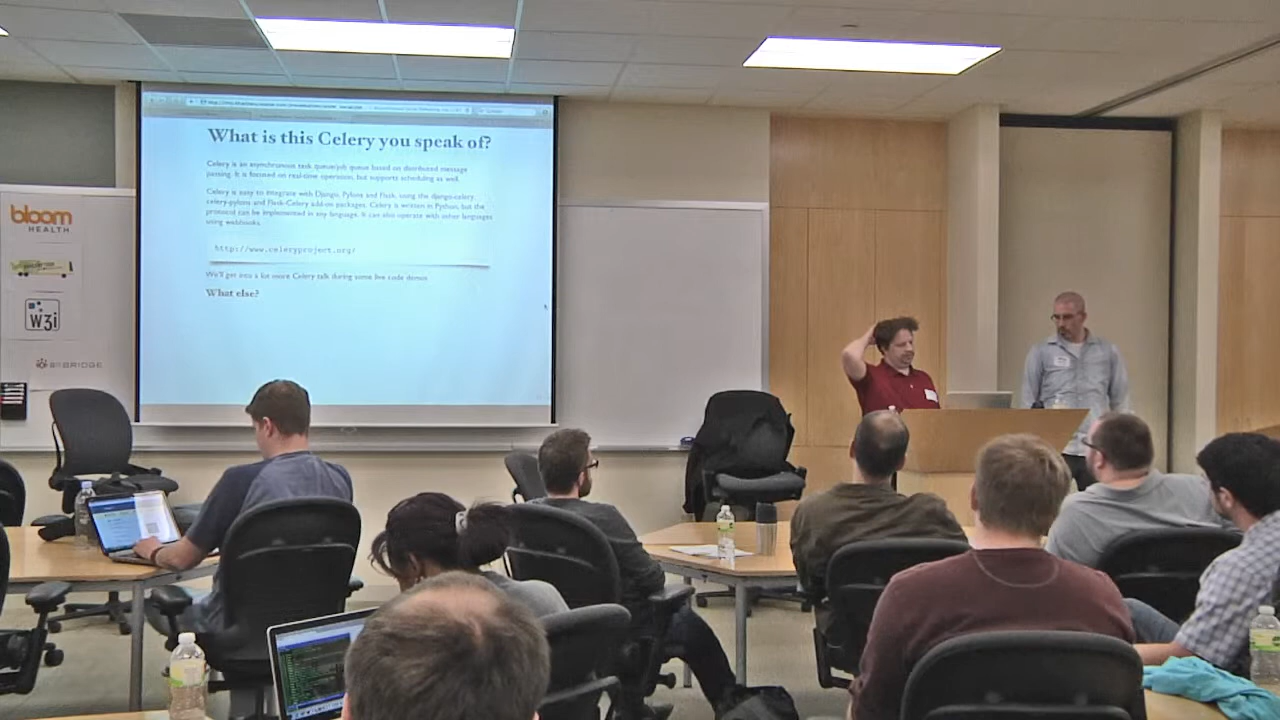 What is this Celery you speak of?
Celery is an asynchronous task queue/job queue based on distributed message
passing. It is focused on real-time operation, but supports scheduling as well.
Celery is easy to integrate with Django, Pylons and Flask, using the django-celery,
celery-pylons and Flask-Celery add-on packages. Celery is written in Python, but the
protocol can be implemented in any language. It can also operate with other languages
using webhooks.
http://www.celeryproject.org/
We'll get into a lot more Celery talk during some live code demos
What else?
bloom
HEALTH
W3i
BRIDGE